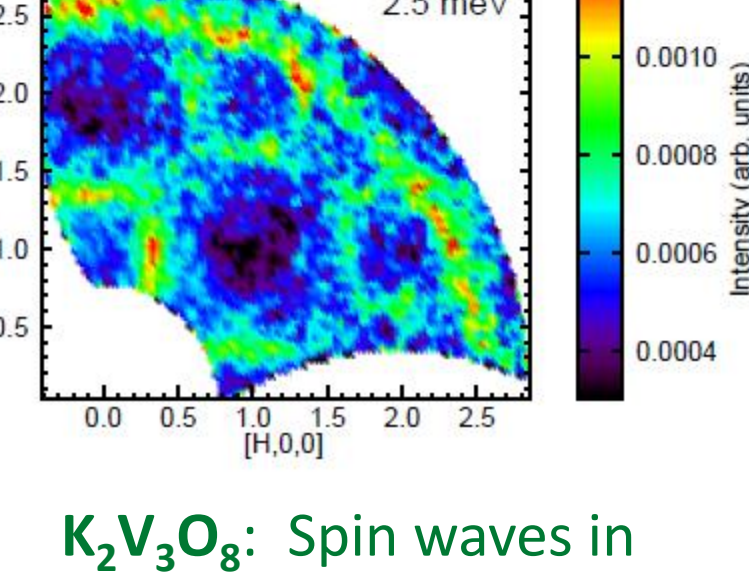 2.5 meV
2.5
2.0
1.5
1.0
0.5
0.0 0.5 1.0 1.5 2.0 2.5
[H,0,0]
0.0010
0.0008
0.0006
0.0004
Intensity (arb. units)
K₂V₃O₈: Spin waves in